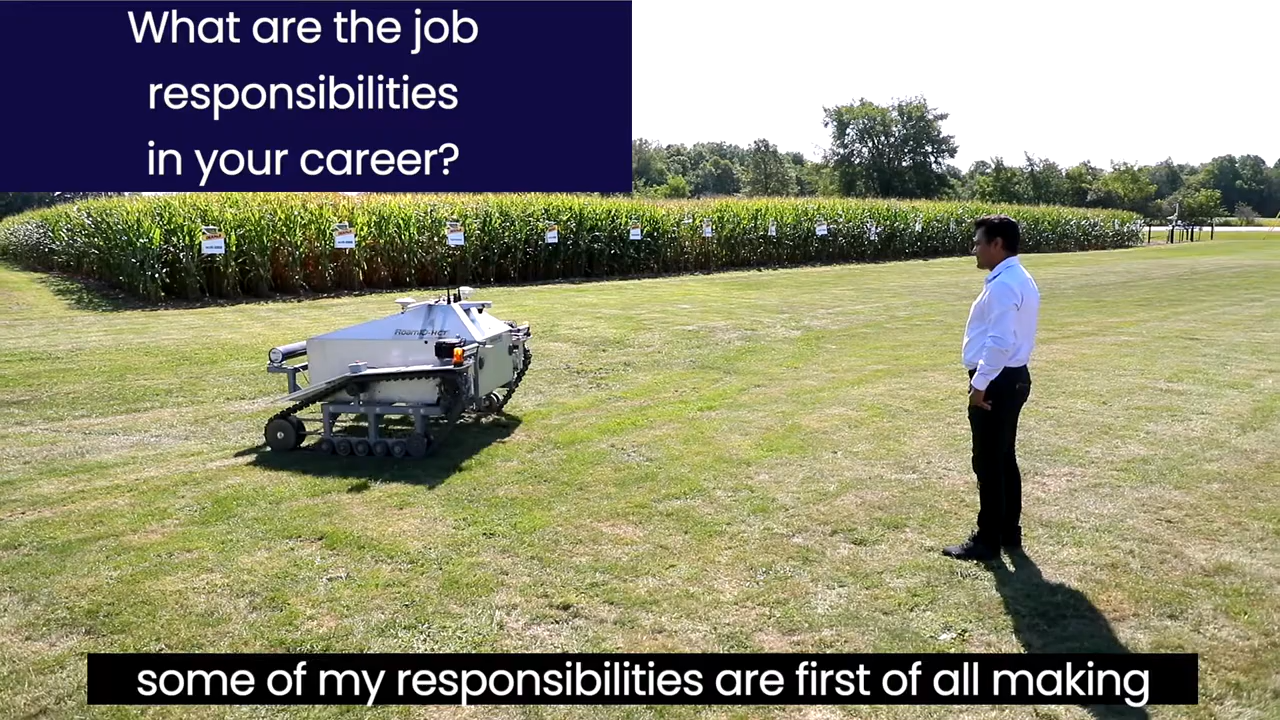 What are the job
responsibilities
in your career?
some of my responsibilities are first of all making